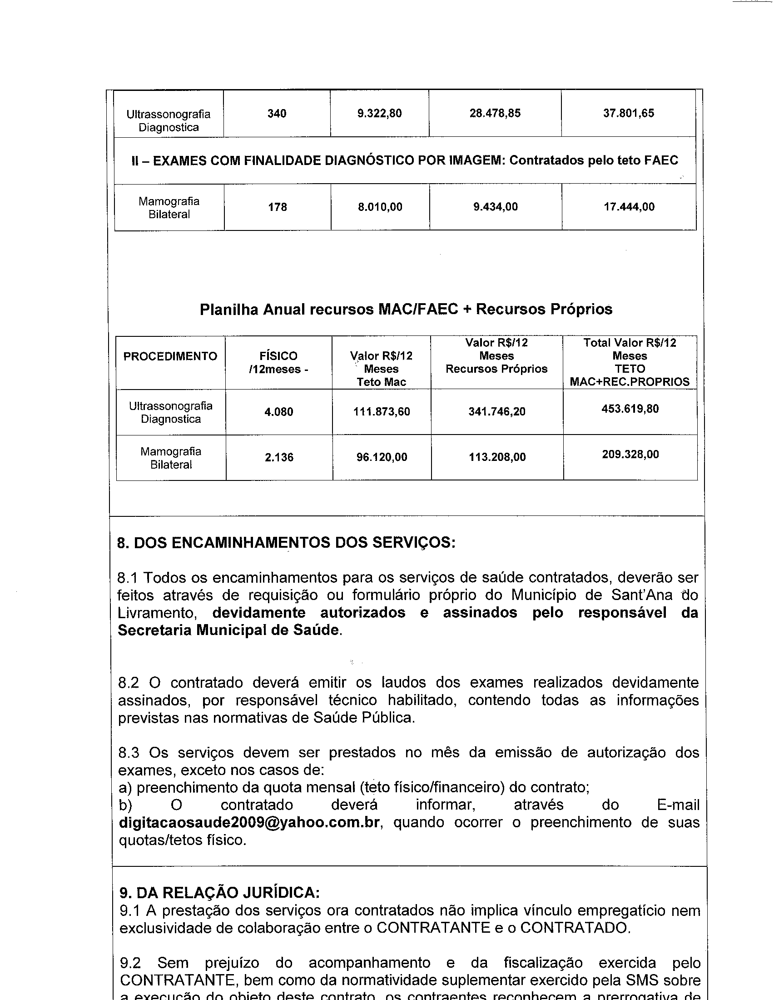 Ultrassonografia Diagnostica 340 9.322,80 28.478,85 37.801,65
II – EXAMES COM FINALIDADE DIAGNÓSTICO POR IMAGEM: Contratados pelo teto FAEC
Mamografia Bilateral 178 8.010,00 9.434,00 17.444,00
Planilha Anual recursos MAC/FAEC + Recursos Próprios
PROCEDIMENTO FÍSICO /12meses - Valor R$/12 Meses Teto Mac Valor R$/12 Meses Recursos Próprios Total Valor R$/12 Meses TETO MAC+REC.PROPRIOS
Ultrassonografia Diagnostica 4.080 111.873,60 341.746,20 453.619,80
Mamografia Bilateral 2.136 96.120,00 113.208,00 209.328,00
8. DOS ENCAMINHAMENTOS DOS SERVIÇOS:
8.1 Todos os encaminhamentos para os serviços de saúde contratados, deverão ser
feitos através de requisição ou formulário próprio do Município de Sant'Ana do
Livramento, devidamente autorizados e assinados pelo responsável da
Secretaria Municipal de Saúde.
8.2 O contratado deverá emitir os laudos dos exames realizados devidamente
assinados, por responsável técnico habilitado, contendo todas as informações
previstas nas normativas de Saúde Pública.
8.3 Os serviços devem ser prestados no mês da emissão de autorização dos
exames, exceto nos casos de:
a) preenchimento da quota mensal (teto físico/financeiro) do contrato;
b) O contratado deverá informar, através do E-mail
digitacaosaude2009@yahoo.com.br, quando ocorrer o preenchimento de suas
quotas/tetos físico.
9. DA RELAÇÃO JURÍDICA:
9.1 A prestação dos serviços ora contratados não implica vínculo empregatício nem
exclusividade de colaboração entre o CONTRATANTE e o CONTRATADO.
9.2 Sem prejuízo do acompanhamento e da fiscalização exercida pelo
CONTRATANTE, bem como da normatividade suplementar exercido pela SMS sobre
a execução do objeto deste contrato, os contraentes reconhecem a prerrogativa de